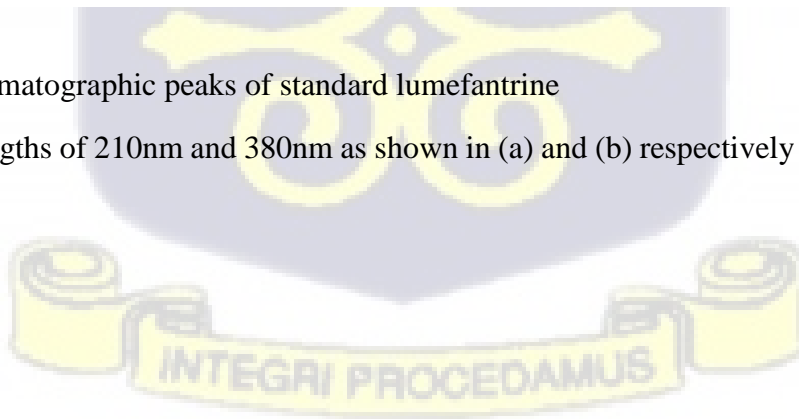 matographic peaks of standard lumefantrine
gths of 210nm and 380nm as shown in (a) and (b) respectively
INTEGRI PROCEDAMUS